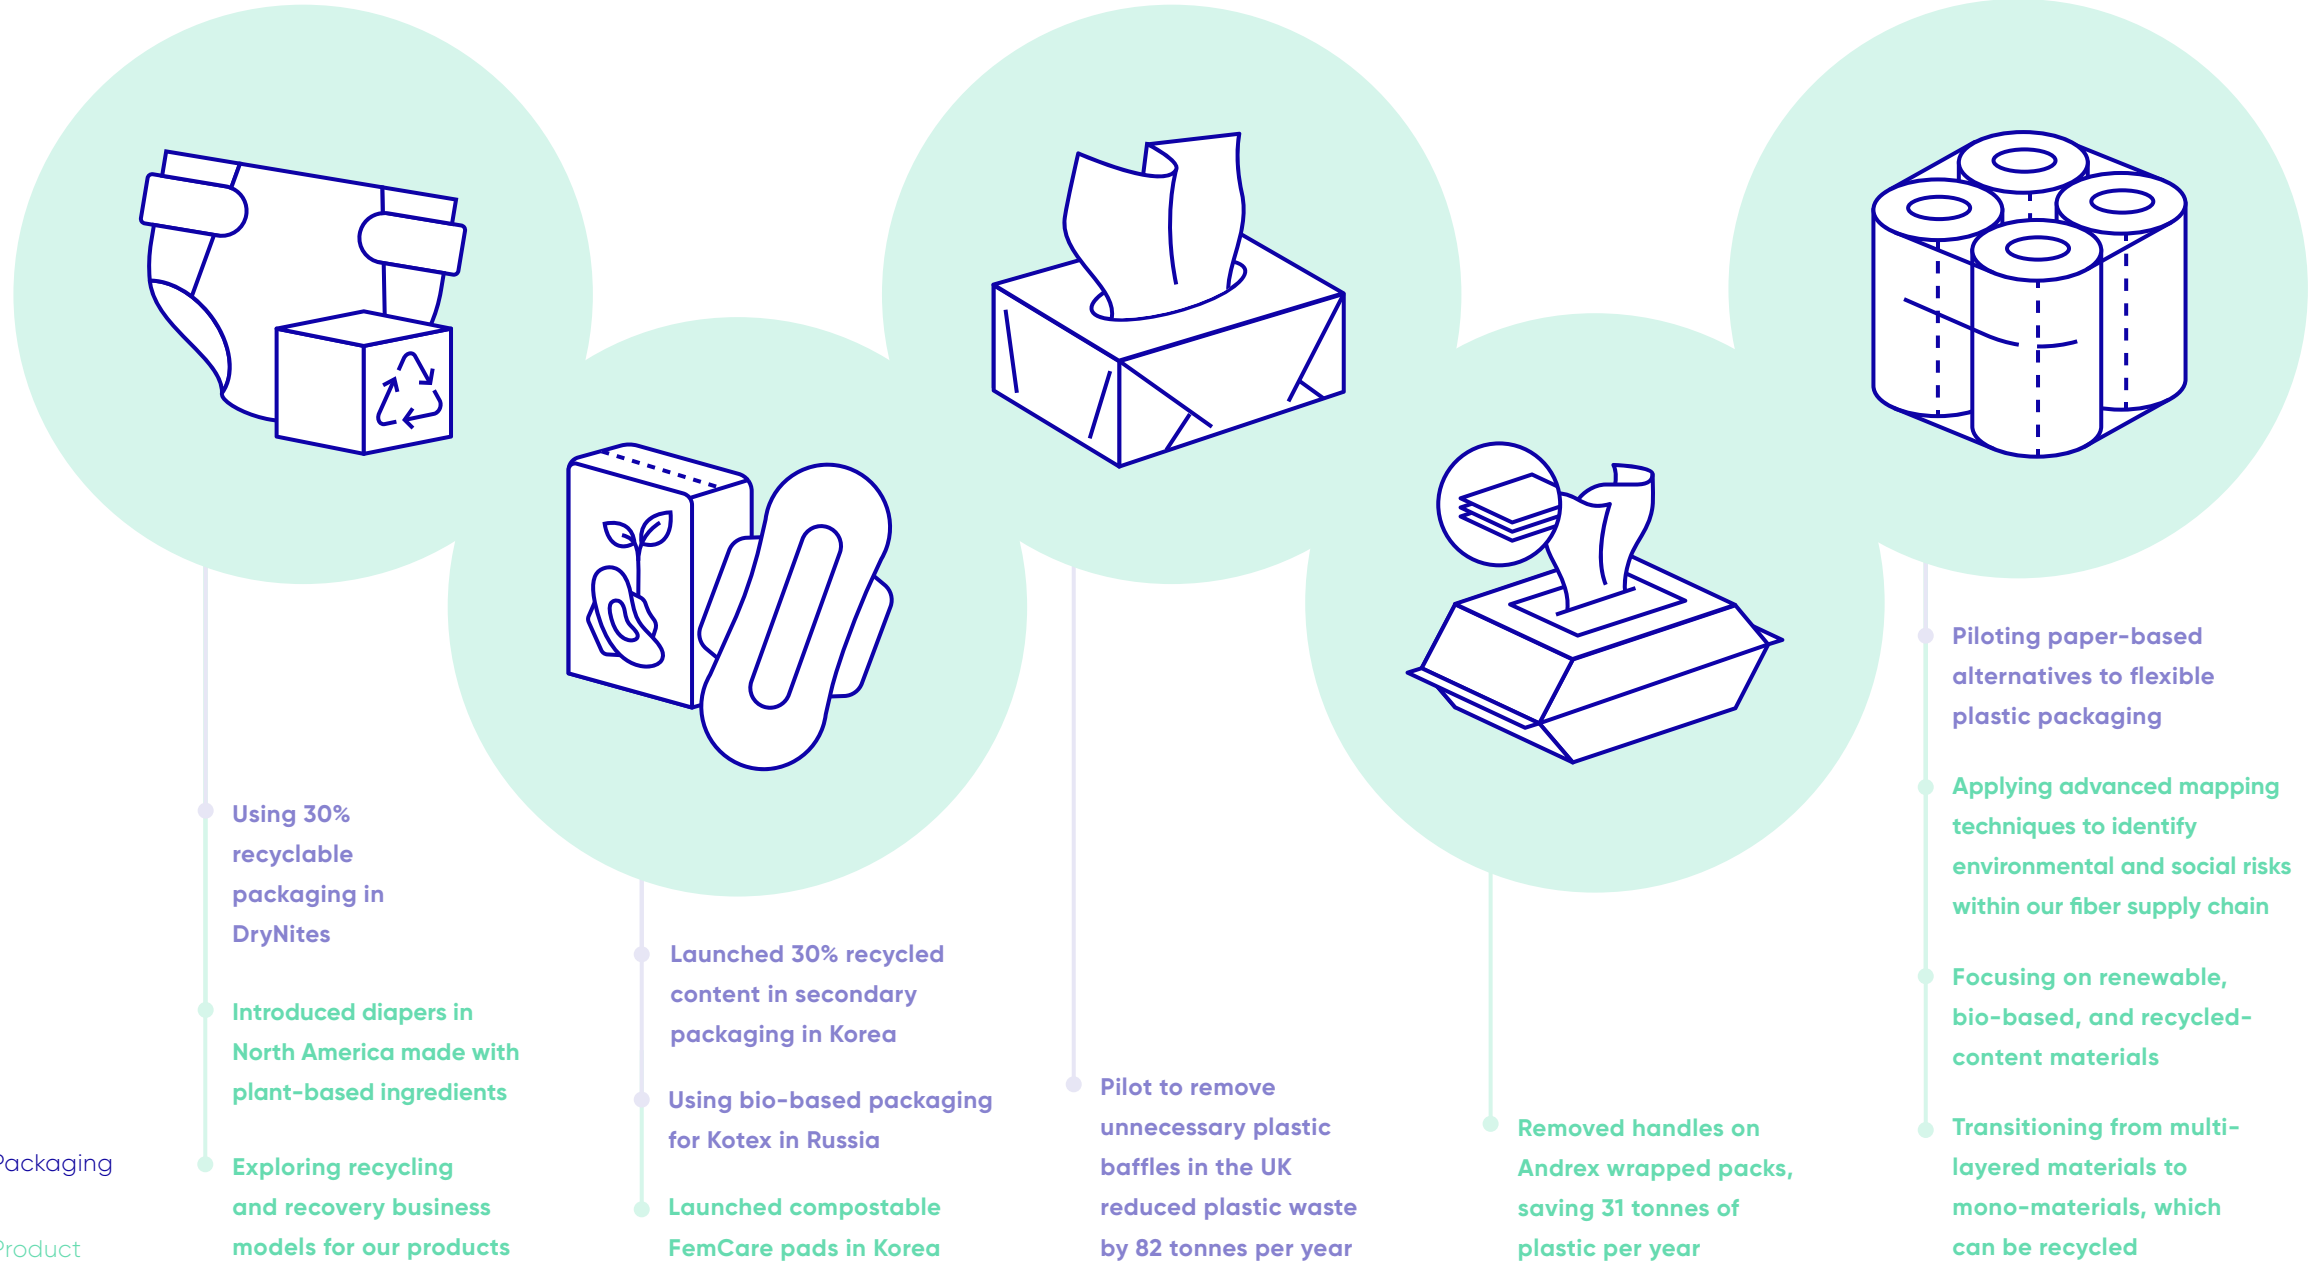 Using 30%
recyclable
packaging in
DryNites
Introduced diapers in
North America made with
plant-based ingredients
Exploring recycling
and recovery business
models for our products
Launched 30% recycled
content in secondary
packaging in Korea
Using bio-based packaging
for Kotex in Russia
Launched compostable
FemCare pads in Korea
Pilot to remove
unnecessary plastic
baffles in the UK
reduced plastic waste
by 82 tonnes per year
Removed handles on
Andrex wrapped packs,
saving 31 tonnes of
plastic per year
Piloting paper-based
alternatives to flexible
plastic packaging
Applying advanced mapping
techniques to identify
environmental and social risks
within our fiber supply chain
Focusing on renewable,
bio-based, and recycled-
content materials
Transitioning from multi-
layered materials to
mono-materials, which
can be recycled
Packaging
Product